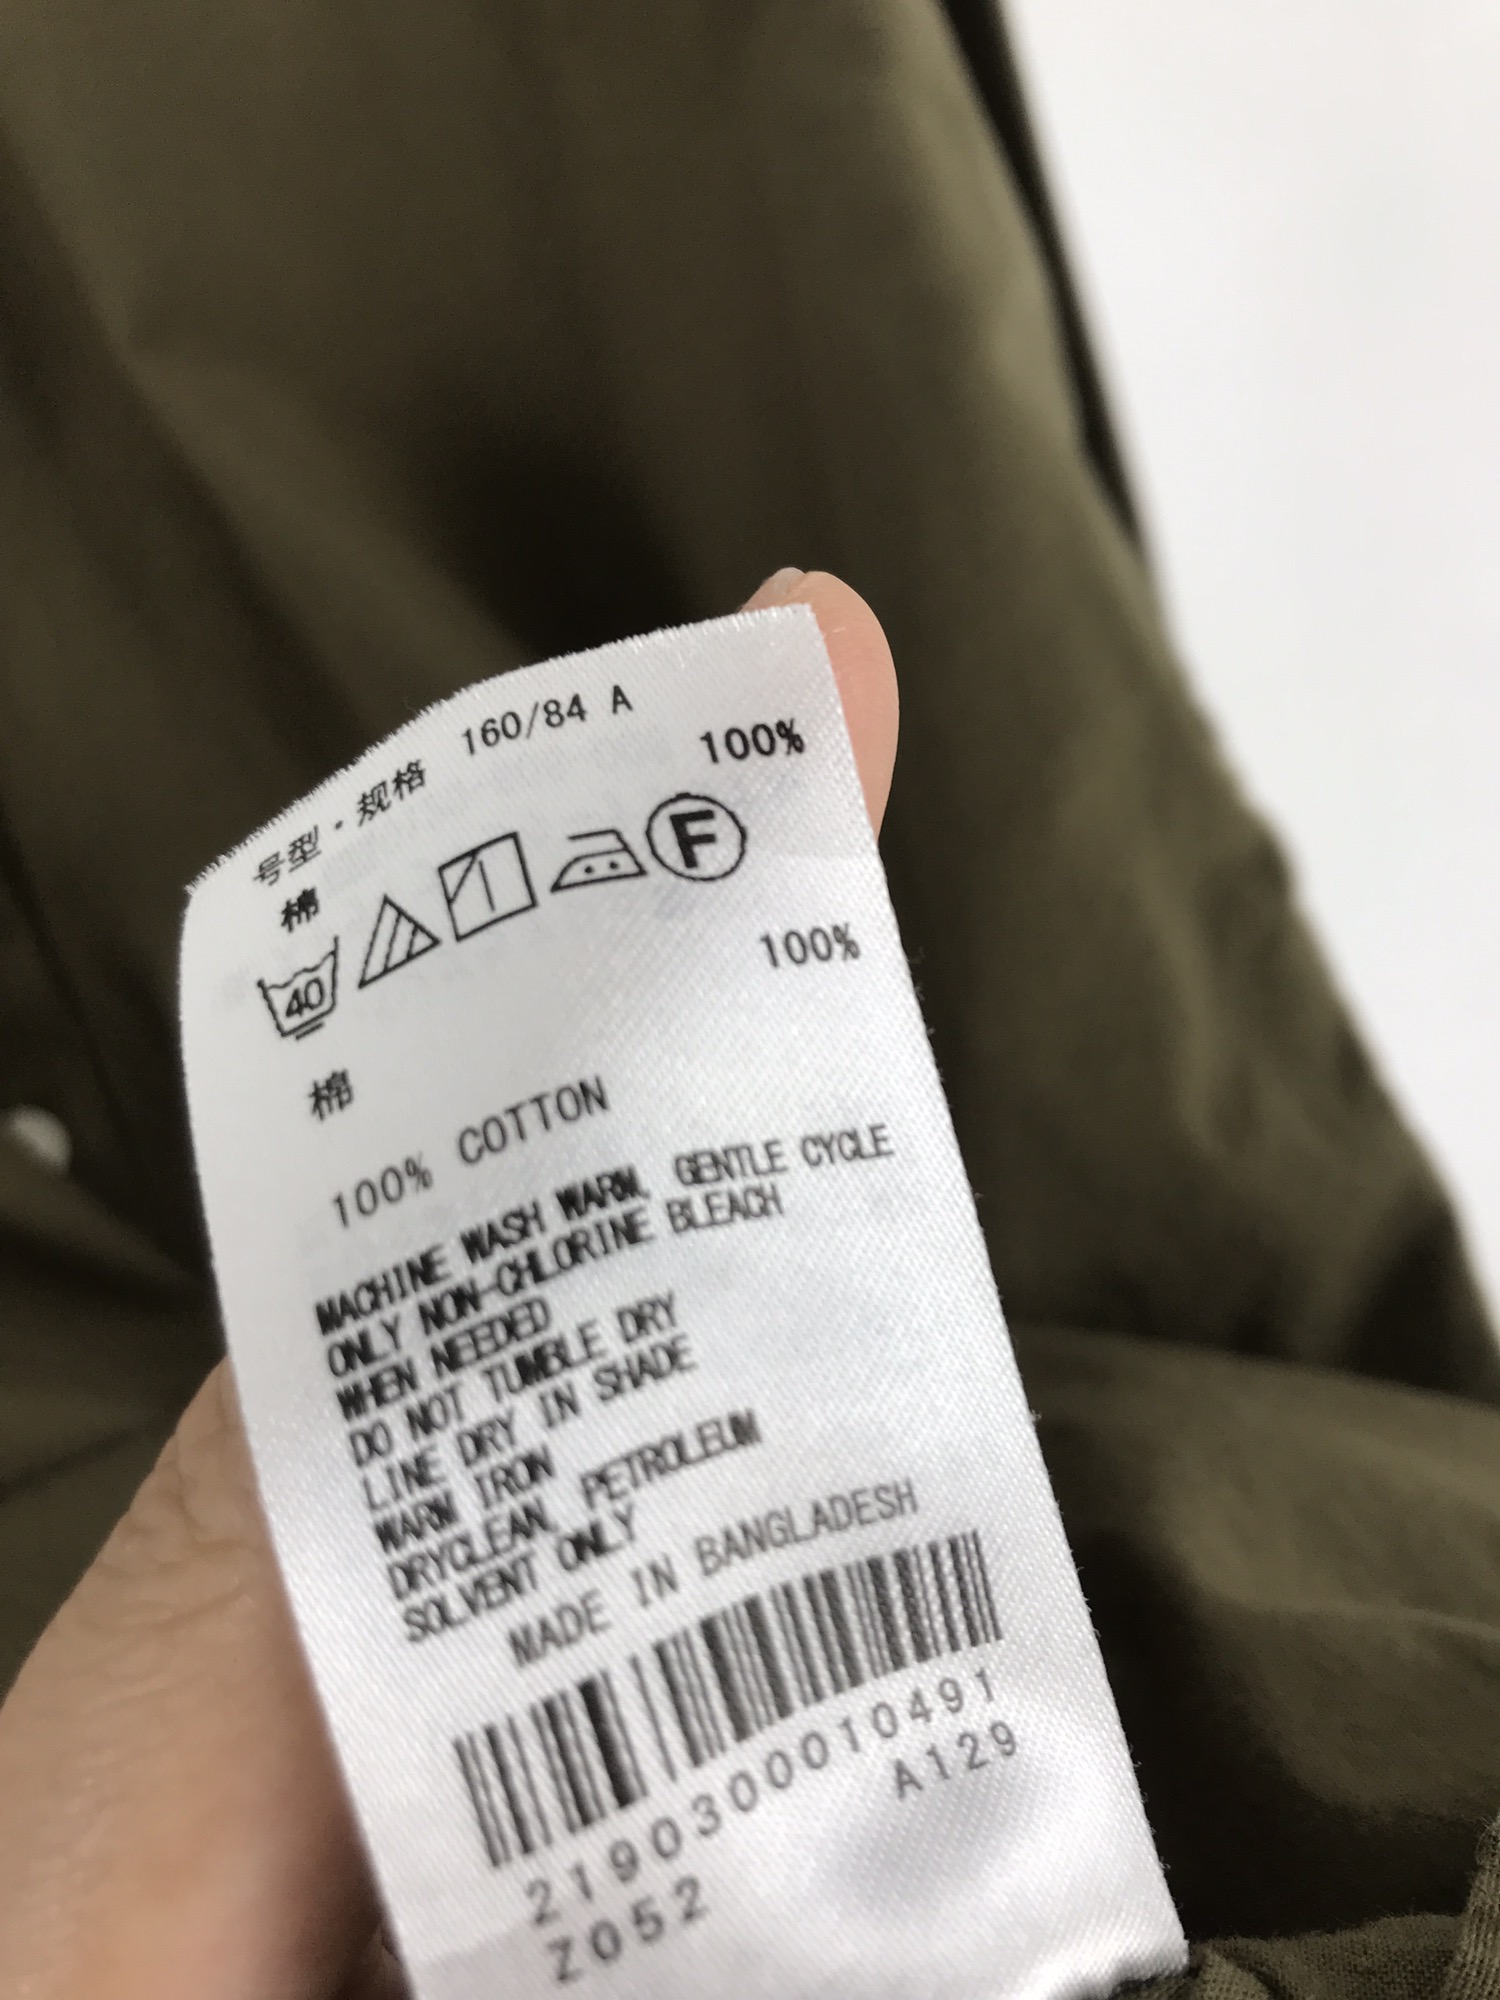 号型・规格 160/84 A
棉 100%
40 F
棉 100%
100% COTTON
MACHINE WASH WARM, GENTLE CYCLE
ONLY NON-CHLORINE BLEACH
WHEN NEEDED
DO NOT TUMBLE DRY
LINE DRY IN SHADE
WARM IRON
DRYCLEAN, PETROLEUM
SOLVENT ONLY
MADE IN BANGLADESH
2190300010491
Z052 A129